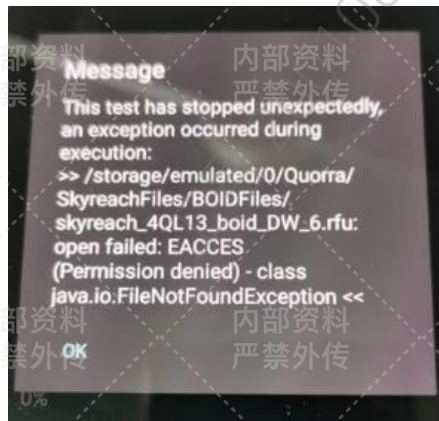 Message
This test has stopped unexpectedly,
an exception occurred during
execution:
>> /storage/emulated/0/Quorra/
SkyreachFiles/BOIDFiles/
skyreach_4QL13_boid_DW_6.rfu:
open failed: EACCES
(Permission denied) - class
java.io.FileNotFoundException <<
OK
0%
内部资料
严禁外传
内部资料
严禁外传